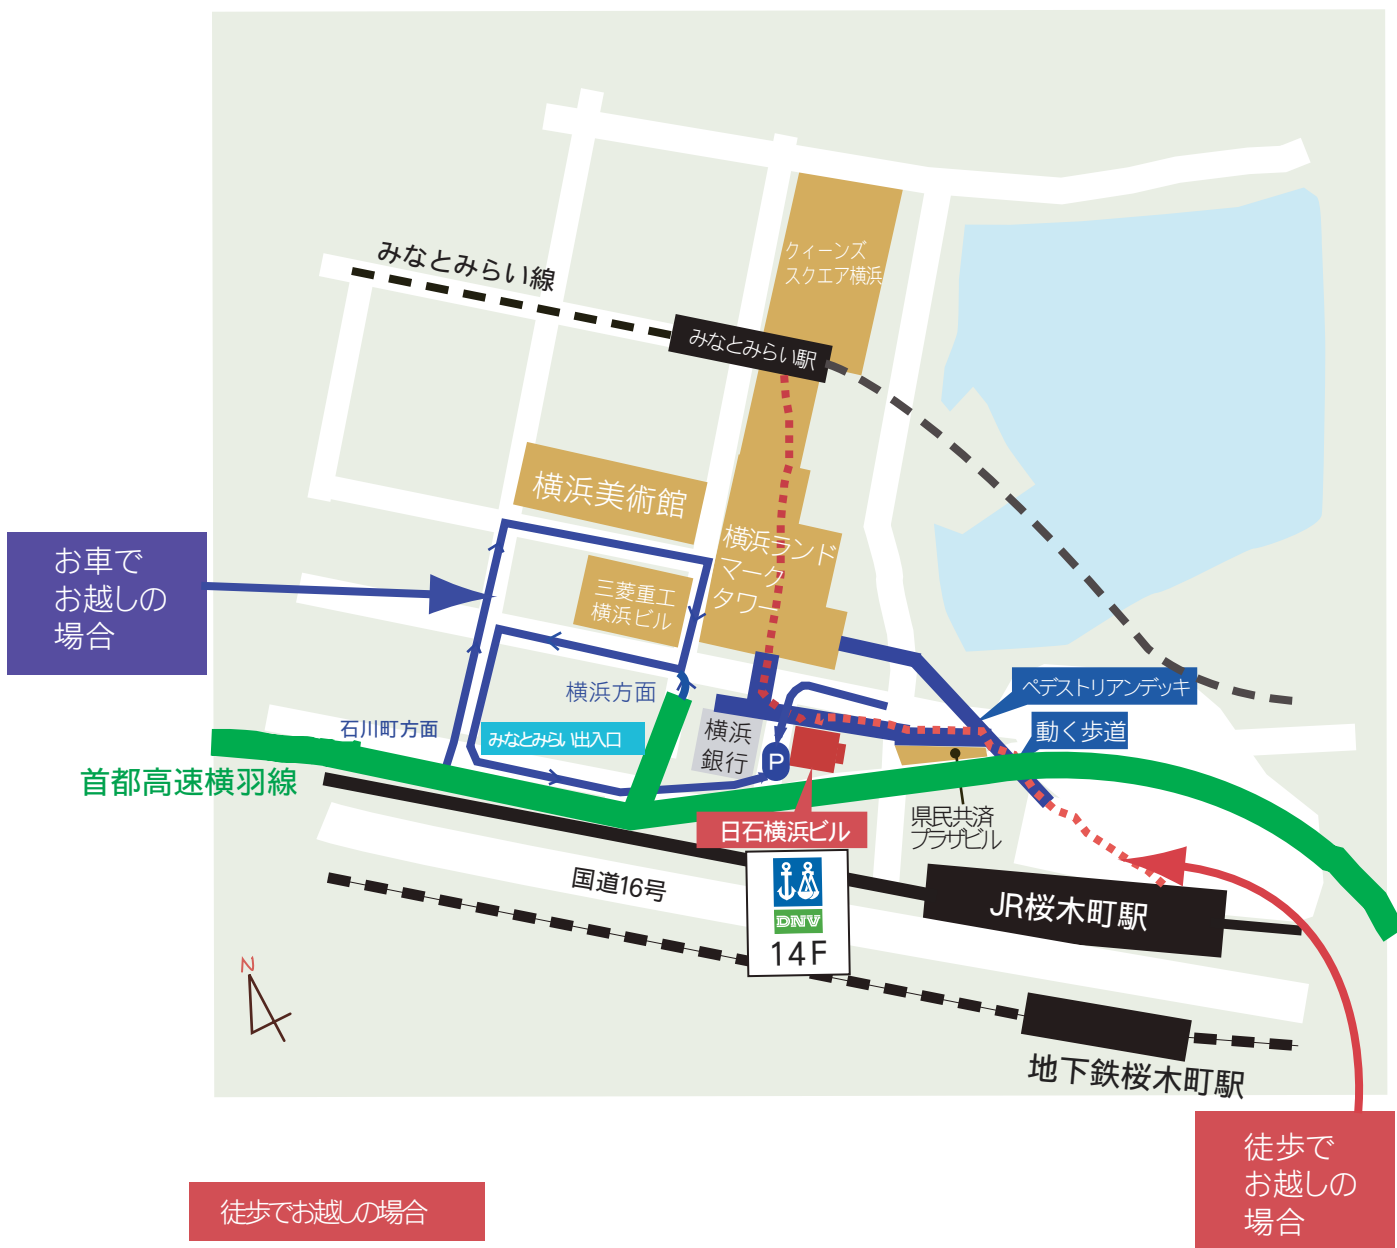 クィーンズ
スクエア横浜
みなとみらい線
みなとみらい駅
横浜美術館
横浜ランド
マーク
タワー
お車で
お越しの
場合
三菱重工
横浜ビル
ペデストリアンデッキ
横浜方面
石川町方面
動く歩道
みなとみらい出入口
横浜
銀行
P
首都高速横羽線
県民共済
プラザビル
日石横浜ビル
国道16号
DNV
14F
JR桜木町駅
N
地下鉄桜木町駅
徒歩で
お越しの
場合
徒歩でお越しの場合